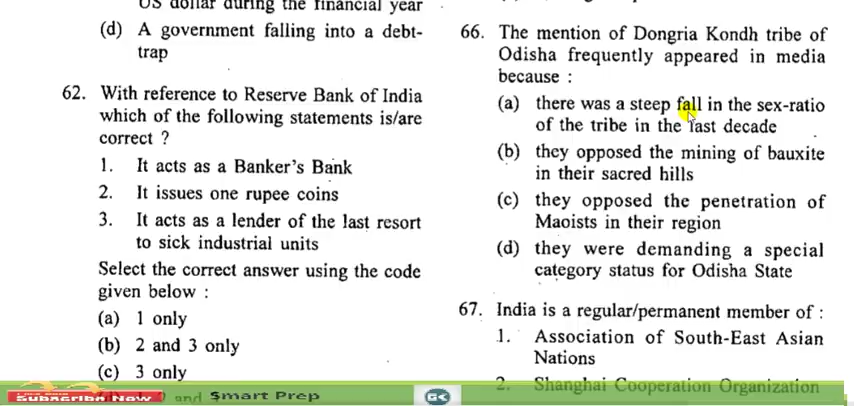 US dollar during the financial year
(d) A government falling into a debt-
trap
62. With reference to Reserve Bank of India
which of the following statements is/are
correct ?
1. It acts as a Banker's Bank
2. It issues one rupee coins
3. It acts as a lender of the last resort
to sick industrial units
Select the correct answer using the code
given below :
(a) 1 only
(b) 2 and 3 only
(c) 3 only
66. The mention of Dongria Kondh tribe of
Odisha frequently appeared in media
because :
(a) there was a steep fall in the sex-ratio
of the tribe in the last decade
(b) they opposed the mining of bauxite
in their sacred hills
(c) they opposed the penetration of
Maoists in their region
(d) they were demanding a special
category status for Odisha State
67. India is a regular/permanent member of :
1. Association of South-East Asian
Nations
2. Shanghai Cooperation Organization
Subscribe Now
and Smart Prep
GK